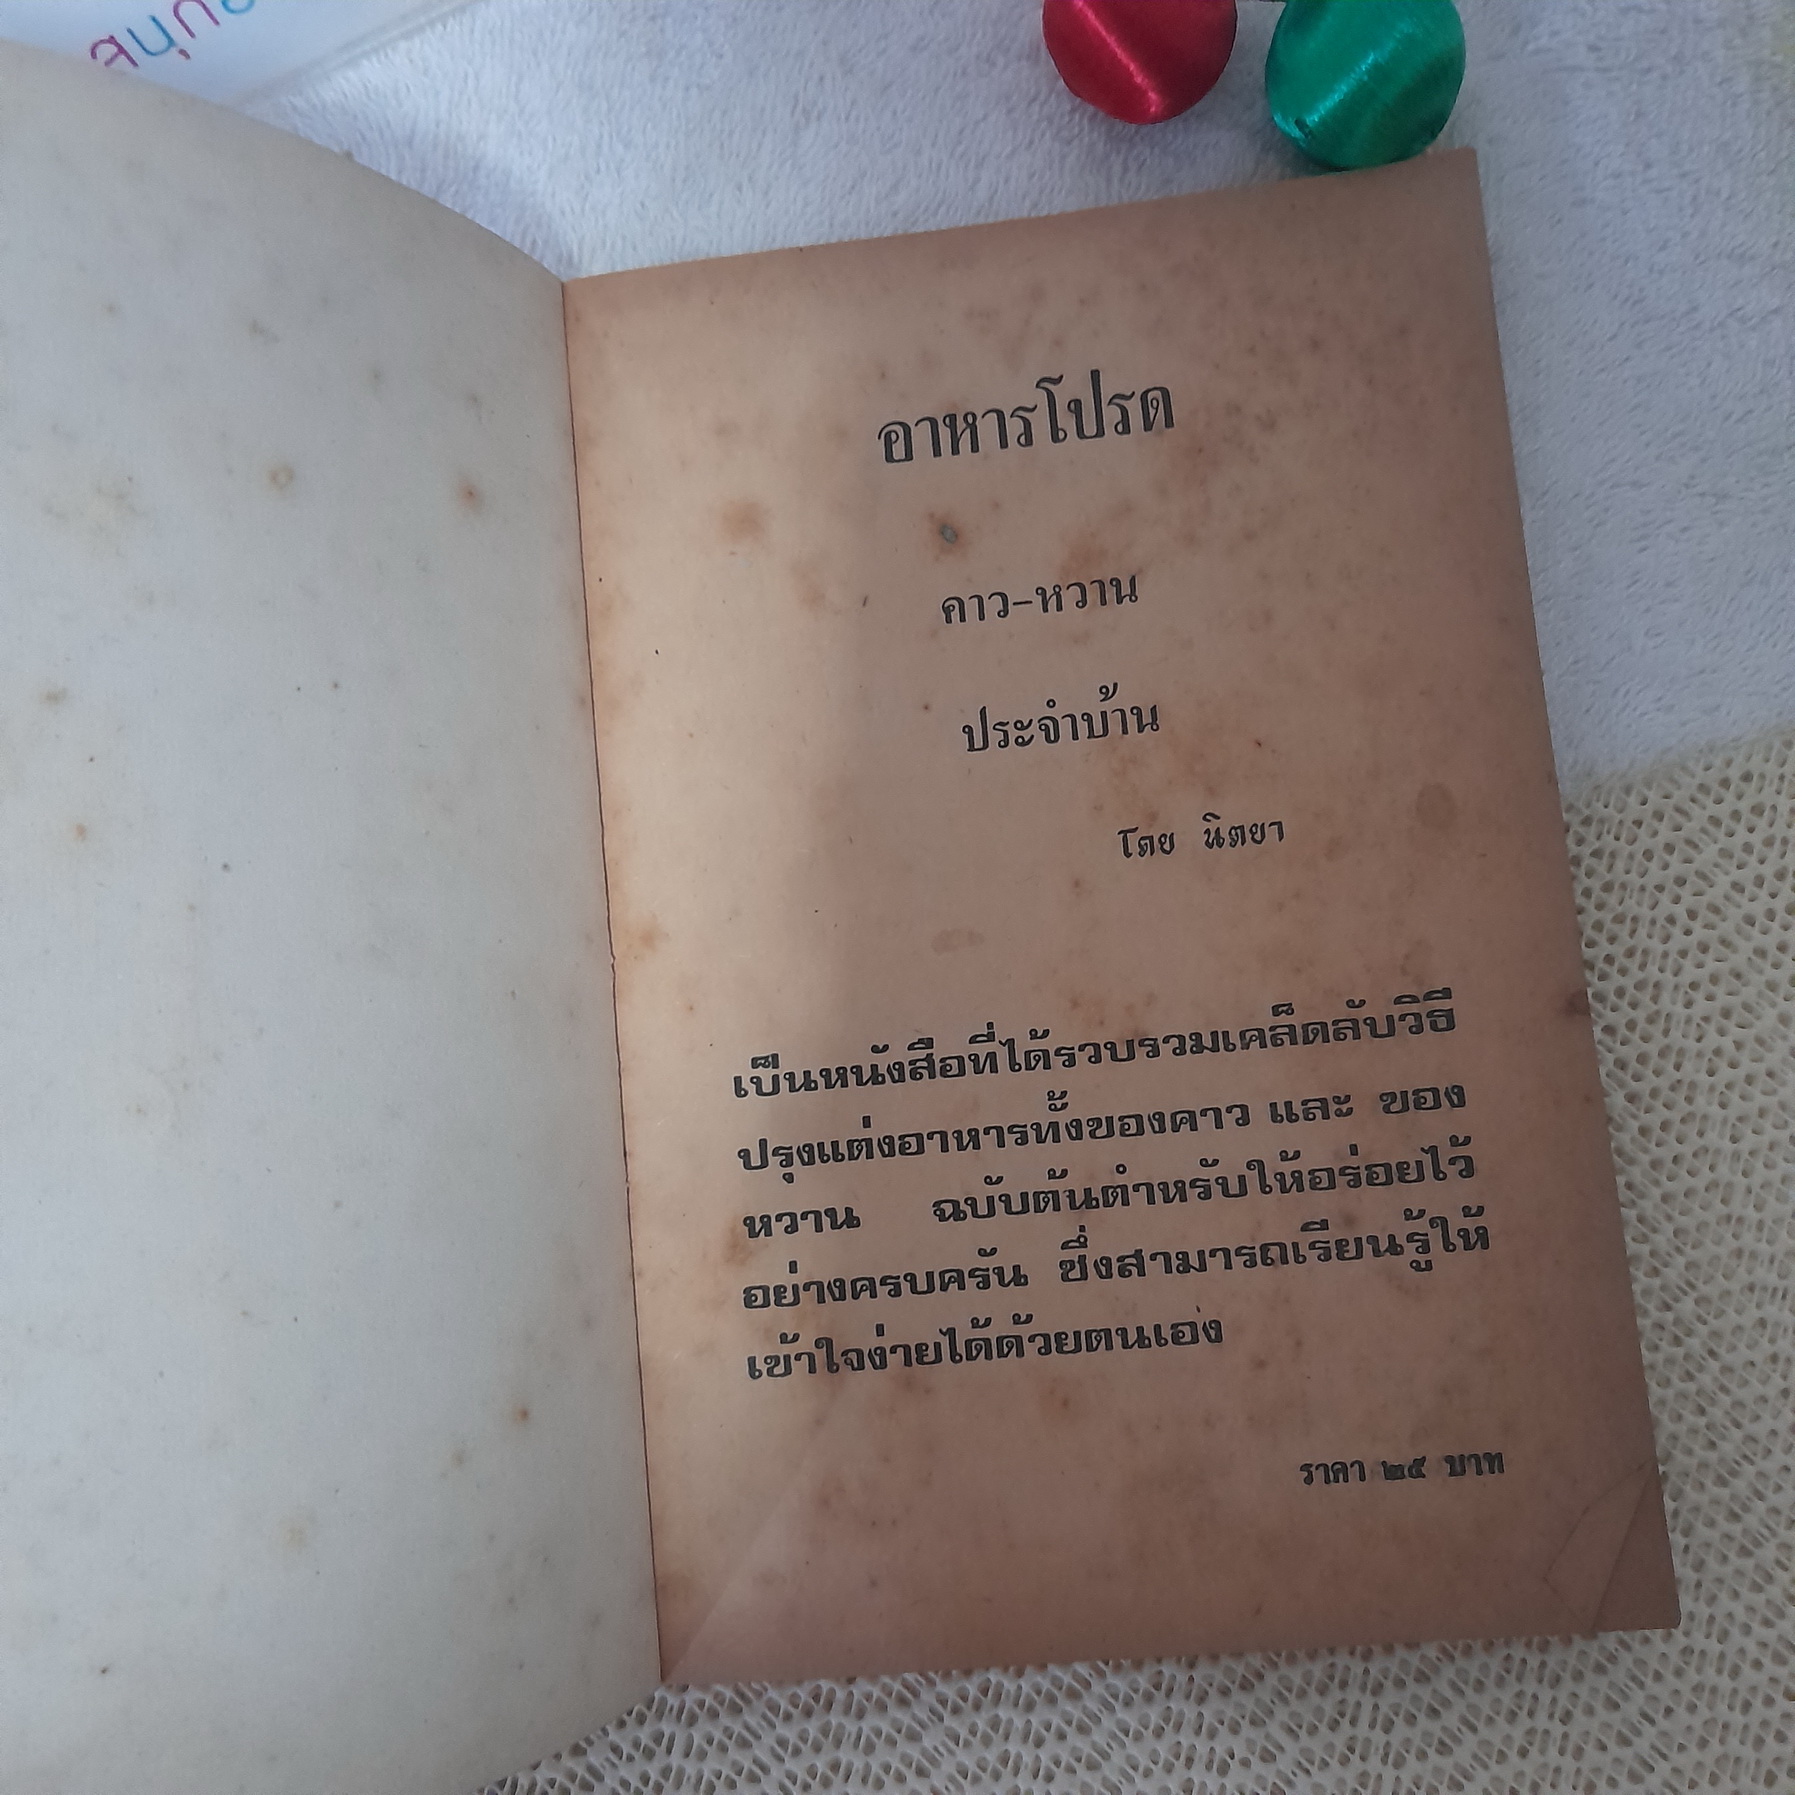 อาหารโปรด
คาว-หวาน
ประจำบ้าน
โดย นิตยา
เป็นหนังสือที่ได้รวบรวมเคล็ดลับวิธี
ปรุงแต่งอาหารทั้งของคาว และ ของ
หวาน ฉบับต้นตำหรับให้อร่อยไว้
อย่างครบครัน ซึ่งสามารถเรียนรู้ให้
เข้าใจง่ายได้ด้วยตนเอง
ราคา ๒๕ บาท